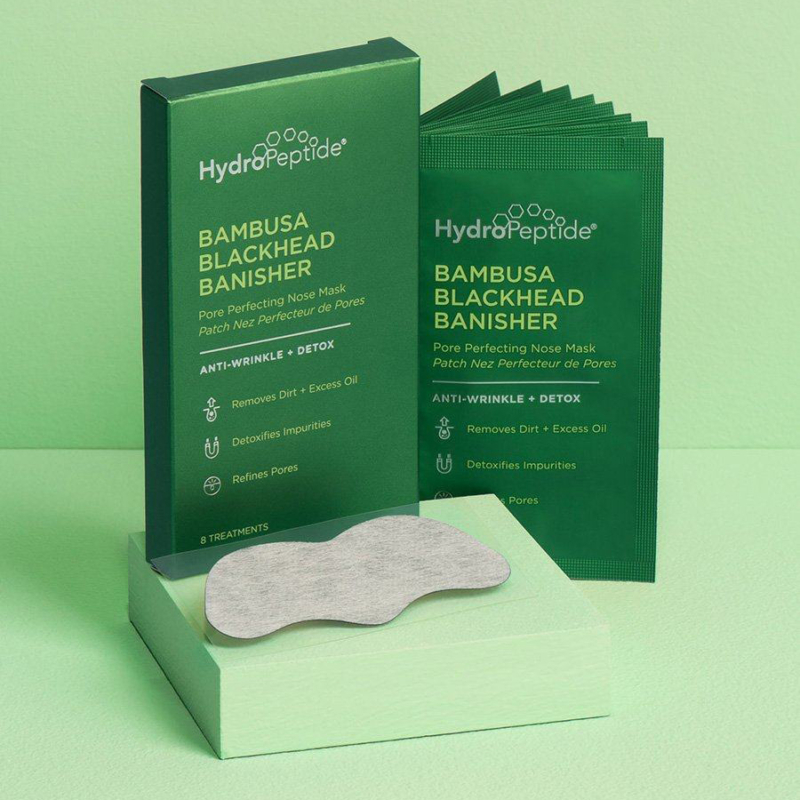 HydroPeptide®
BAMBUSA
BLACKHEAD
BANISHER
Pore Perfecting Nose Mask
Patch Nez Perfecteur de Pores
ANTI-WRINKLE + DETOX
Removes Dirt + Excess Oil
Detoxifies Impurities
Refines Pores
8 TREATMENTS
HydroPeptide®
BAMBUSA
BLACKHEAD
BANISHER
Pore Perfecting Nose Mask
Patch Nez Perfecteur de Pores
ANTI-WRINKLE + DETOX
Removes Dirt + Excess Oil
Detoxifies Impurities
Pores